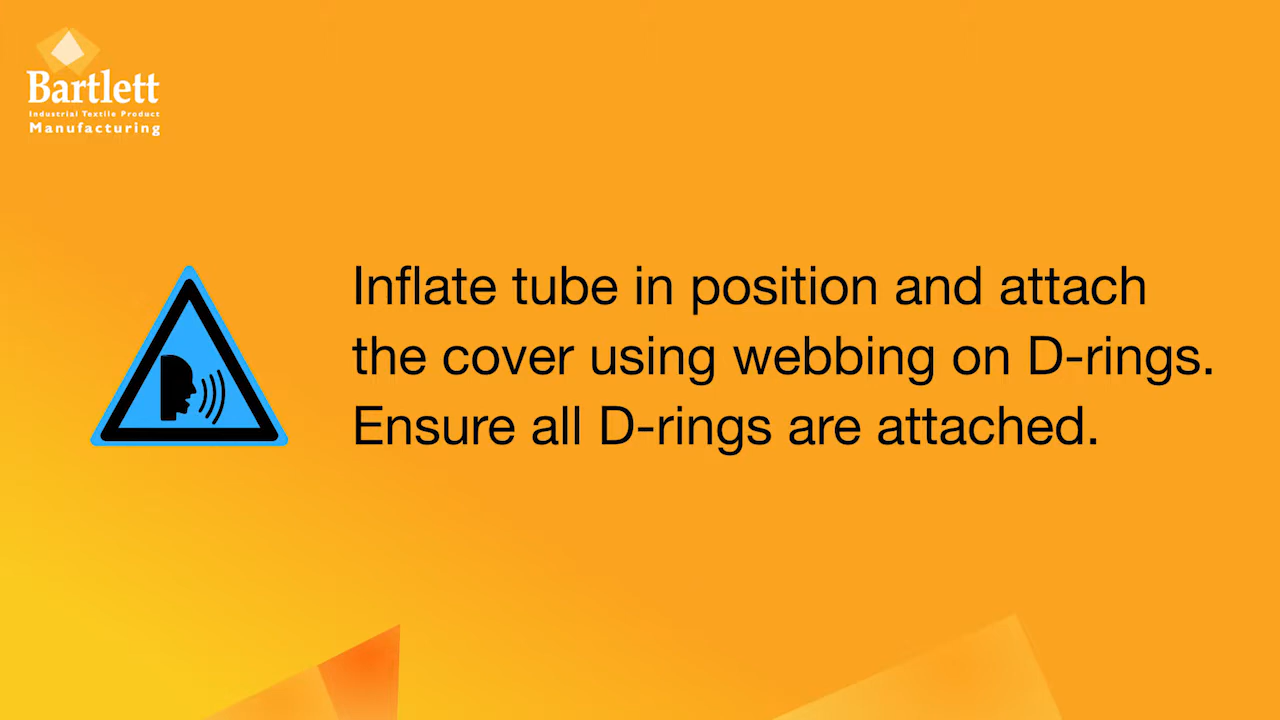 Bartlett
Industrial Textile Product
Manufacturing
Inflate tube in position and attach
the cover using webbing on D-rings.
Ensure all D-rings are attached.